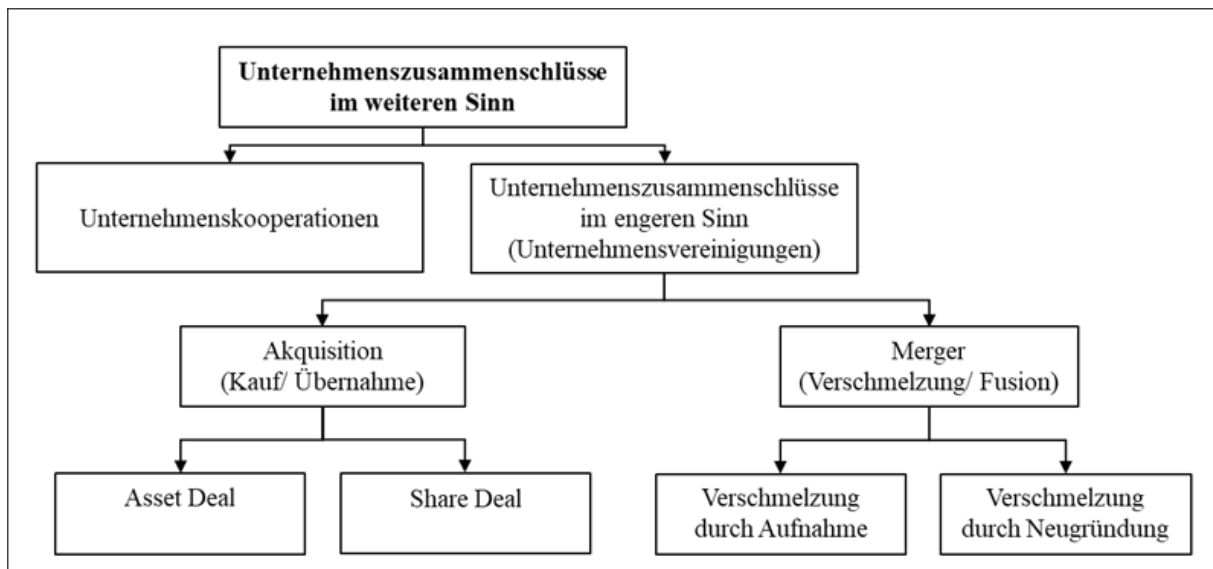 Unternehmenszusammenschlüsse
im weiteren Sinn
Unternehmenskooperationen
Unternehmenszusammenschlüsse
im engeren Sinn
(Unternehmensvereinigungen)
Akquisition
(Kauf/ Übernahme)
Merger
(Verschmelzung/ Fusion)
Asset Deal
Share Deal
Verschmelzung
durch Aufnahme
Verschmelzung
durch Neugründung